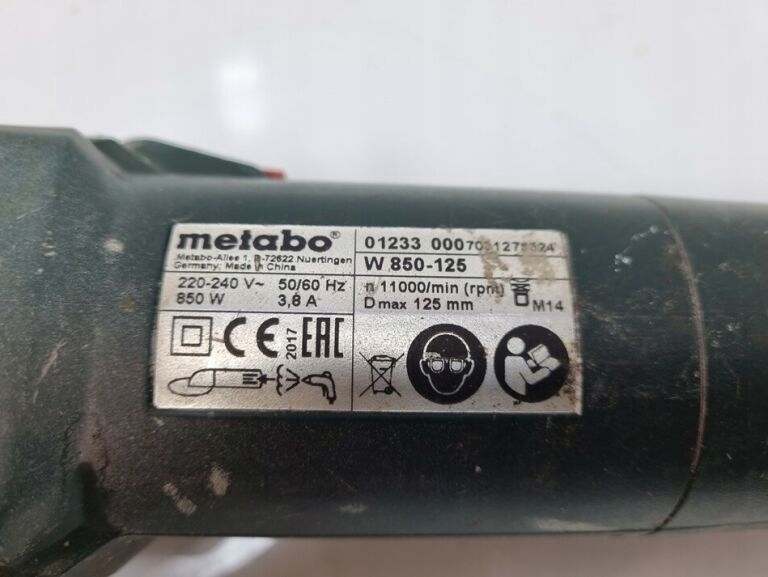 metabo®
Metabo-Allee 1, D-72622 Nuertingen
Germany; Made in China
220-240 V~ 50/60 Hz
850 W 3,8 A
CE 2017 EAC
01233 000
W 850-125
n 11000/min (rpm)
D max 125 mm M14